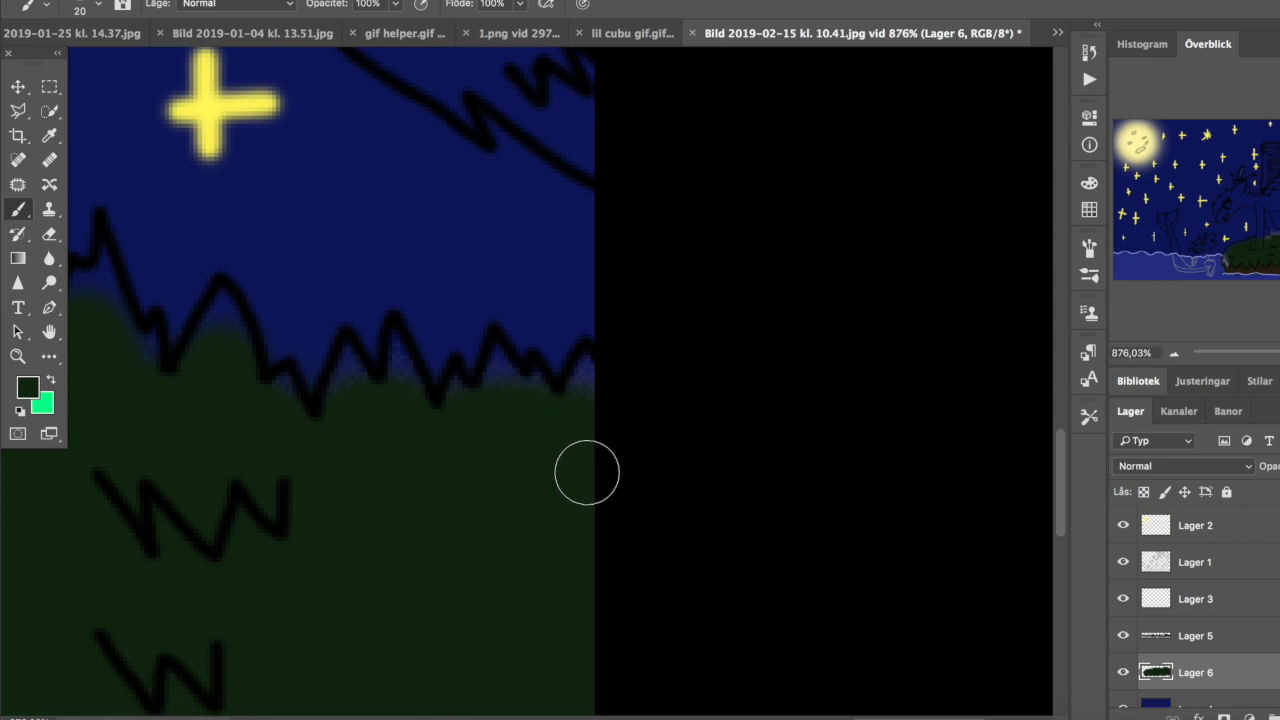 20 Läge: Normal Opacitet: 100% Flöde: 100%
2019-01-25 kl. 14.37.jpg Bild 2019-01-04 kl. 13.51.jpg gif helper.gif ... 1.png vid 297... lil cubu gif.gif... Bild 2019-02-15 kl. 10.41.jpg vid 876% (Lager 6, RGB/8*) *
Histogram Överblick
876,03%
Bibliotek Justeringar Stilar
Lager Kanaler Banor
Typ
Normal Opac
Lås:
Lager 2
Lager 1
Lager 3
Lager 5
Lager 6